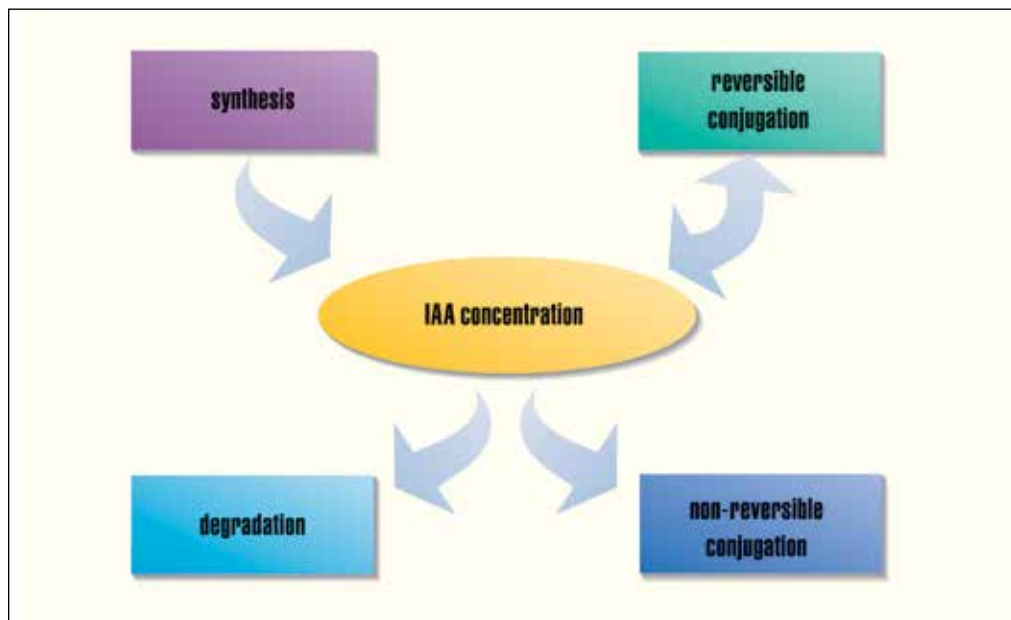 synthesis
reversible
conjugation
IAA concentration
degradation
non-reversible
conjugation